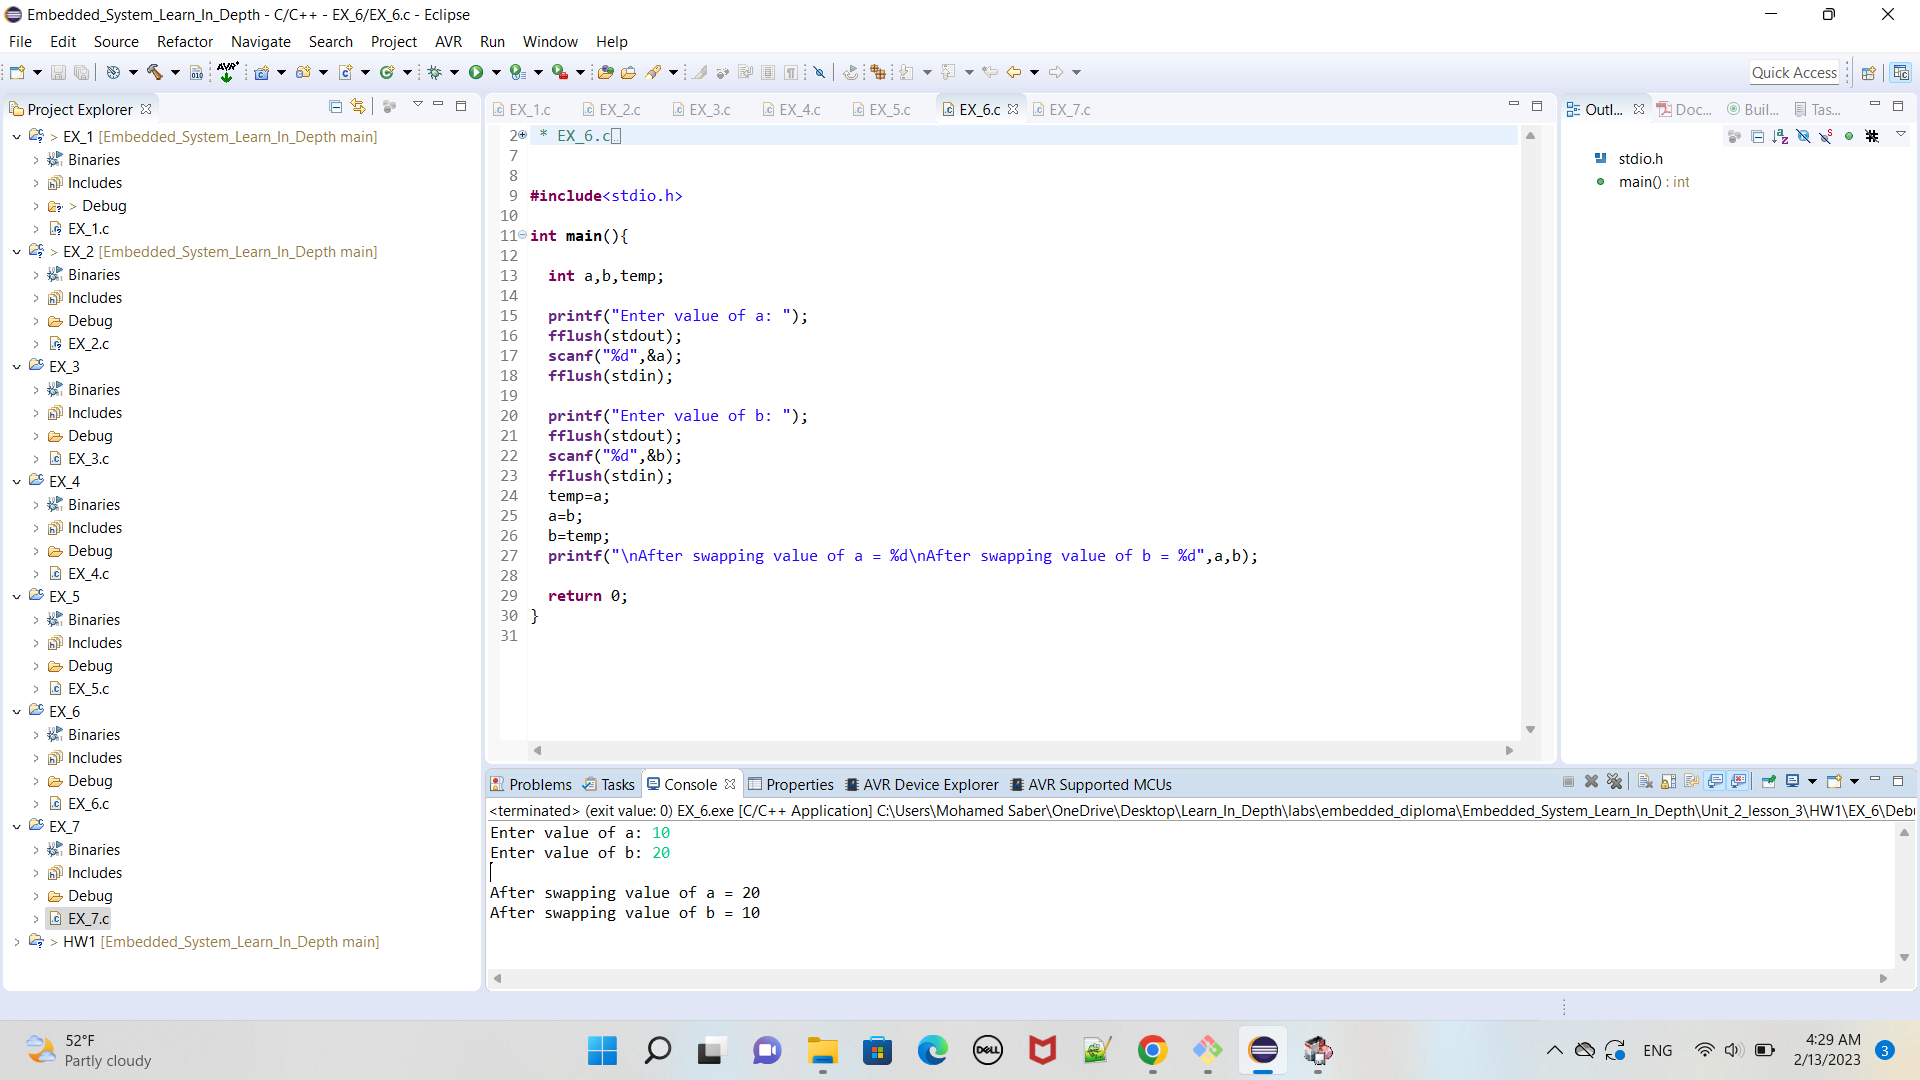 Embedded_System_Learn_In_Depth - C/C++ - EX_6/EX_6.c - Eclipse
File Edit Source Refactor Navigate Search Project AVR Run Window Help
Quick Access
Project Explorer
EX_1.c EX_2.c EX_3.c EX_4.c EX_5.c EX_6.c EX_7.c
Outl... Doc... Buil... Tas...
> EX_1 [Embedded_System_Learn_In_Depth main]
Binaries
Includes
> Debug
EX_1.c
> EX_2 [Embedded_System_Learn_In_Depth main]
Binaries
Includes
Debug
EX_2.c
EX_3
Binaries
Includes
Debug
EX_3.c
EX_4
Binaries
Includes
Debug
EX_4.c
EX_5
Binaries
Includes
Debug
EX_5.c
EX_6
Binaries
Includes
Debug
EX_6.c
EX_7
Binaries
Includes
Debug
EX_7.c
> HW1 [Embedded_System_Learn_In_Depth main]
2 * EX_6.c
7
8
9 #include<stdio.h>
10
11 int main(){
12
13 int a,b,temp;
14
15 printf("Enter value of a: ");
16 fflush(stdout);
17 scanf("%d",&a);
18 fflush(stdin);
19
20 printf("Enter value of b: ");
21 fflush(stdout);
22 scanf("%d",&b);
23 fflush(stdin);
24 temp=a;
25 a=b;
26 b=temp;
27 printf("\nAfter swapping value of a = %d\nAfter swapping value of b = %d",a,b);
28
29 return 0;
30 }
31
stdio.h
main() : int
Problems Tasks Console Properties AVR Device Explorer AVR Supported MCUs
<terminated> (exit value: 0) EX_6.exe [C/C++ Application] C:\Users\Mohamed Saber\OneDrive\Desktop\Learn_In_Depth\labs\embedded_diploma\Embedded_System_Learn_In_Depth\Unit_2_lesson_3\HW1\EX_6\Deb
Enter value of a: 10
Enter value of b: 20
After swapping value of a = 20
After swapping value of b = 10
52°F
Partly cloudy
DELL
ENG
4:29 AM
2/13/2023
3